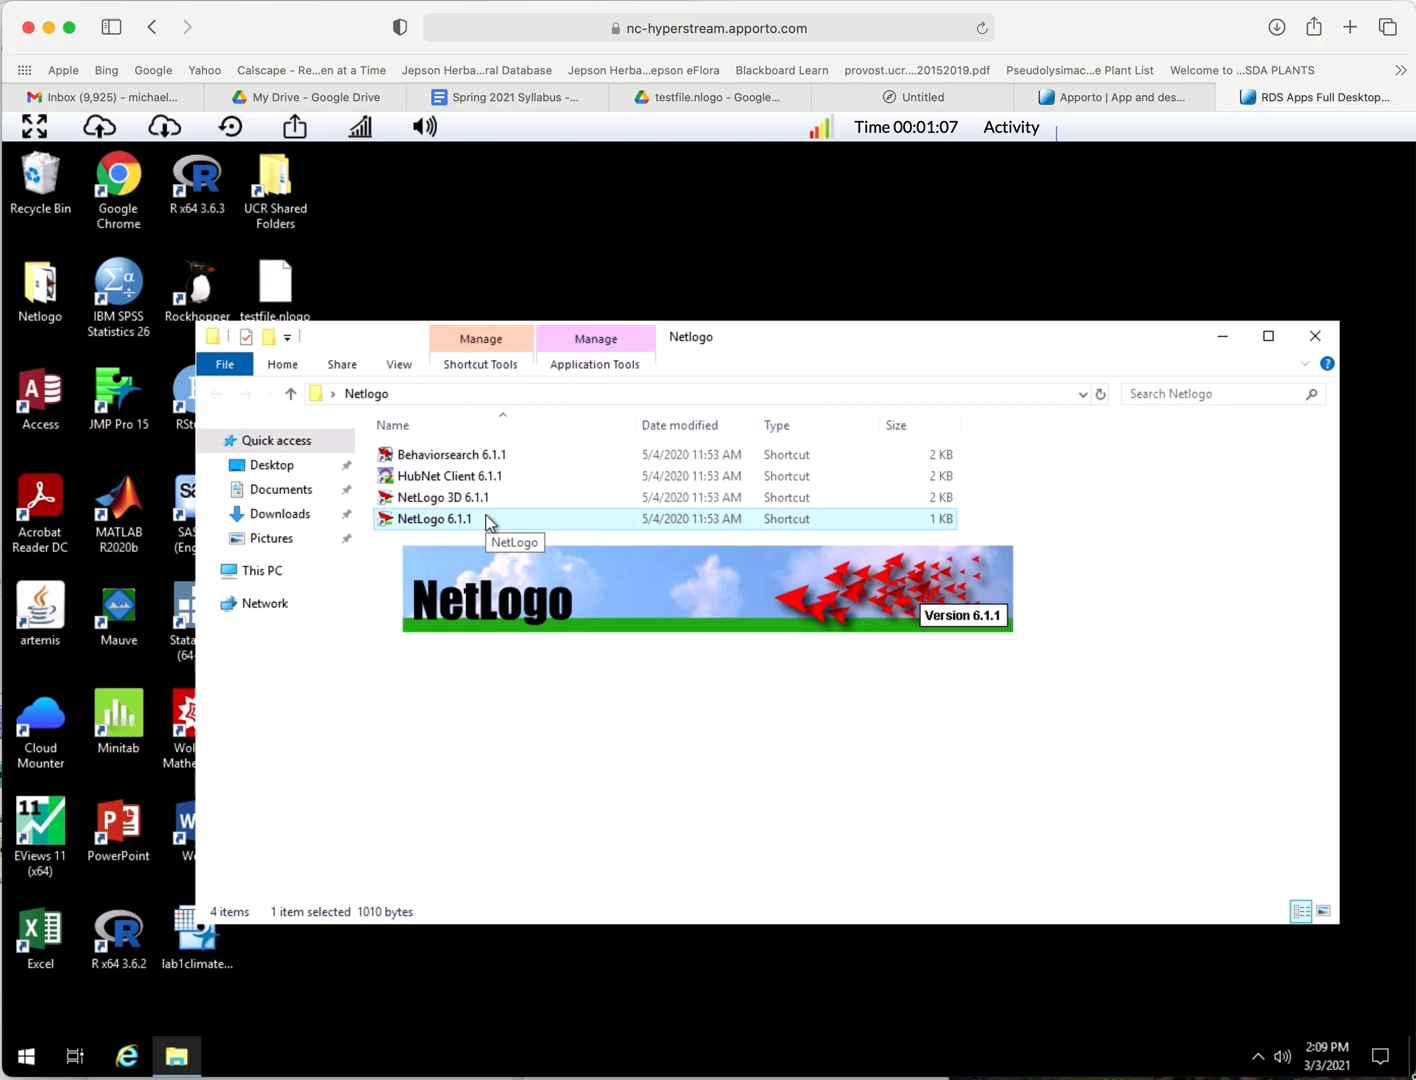 nc-hyperstream.apporto.com
Apple Bing Google Yahoo Calscape - Re...en at a Time Jepson Herba...ral Database Jepson Herba...epson eFlora Blackboard Learn provost.ucr....20152019.pdf Pseudolysimac...e Plant List Welcome to ...SDA PLANTS
Inbox (9,925) - michael... My Drive - Google Drive Spring 2021 Syllabus -... testfile.nlogo - Google... Untitled Apporto | App and des... RDS Apps Full Desktop...
Time 00:01:07 Activity
Recycle Bin
Google Chrome
R x64 3.6.3
UCR Shared Folders
Netlogo
IBM SPSS Statistics 26
Rockhopper
testfile.nlogo
Manage Manage Netlogo
File Home Share View Shortcut Tools Application Tools
Netlogo Search Netlogo
Name Date modified Type Size
Behaviorsearch 6.1.1 5/4/2020 11:53 AM Shortcut 2 KB
HubNet Client 6.1.1 5/4/2020 11:53 AM Shortcut 2 KB
NetLogo 3D 6.1.1 5/4/2020 11:53 AM Shortcut 2 KB
NetLogo 6.1.1 5/4/2020 11:53 AM Shortcut 1 KB
NetLogo
NetLogo
Version 6.1.1
Quick access
Desktop
Documents
Downloads
Pictures
This PC
Network
4 items 1 item selected 1010 bytes
Access
JMP Pro 15
RStu
Acrobat Reader DC
MATLAB R2020b
SAS
(Eng
artemis
Mauve
Stata
(64-
Cloud Mounter
Minitab
Wol
Mathe
11
EViews 11 (x64)
PowerPoint
Wo
Excel
R x64 3.6.2
lab1climate...
2:09 PM
3/3/2021